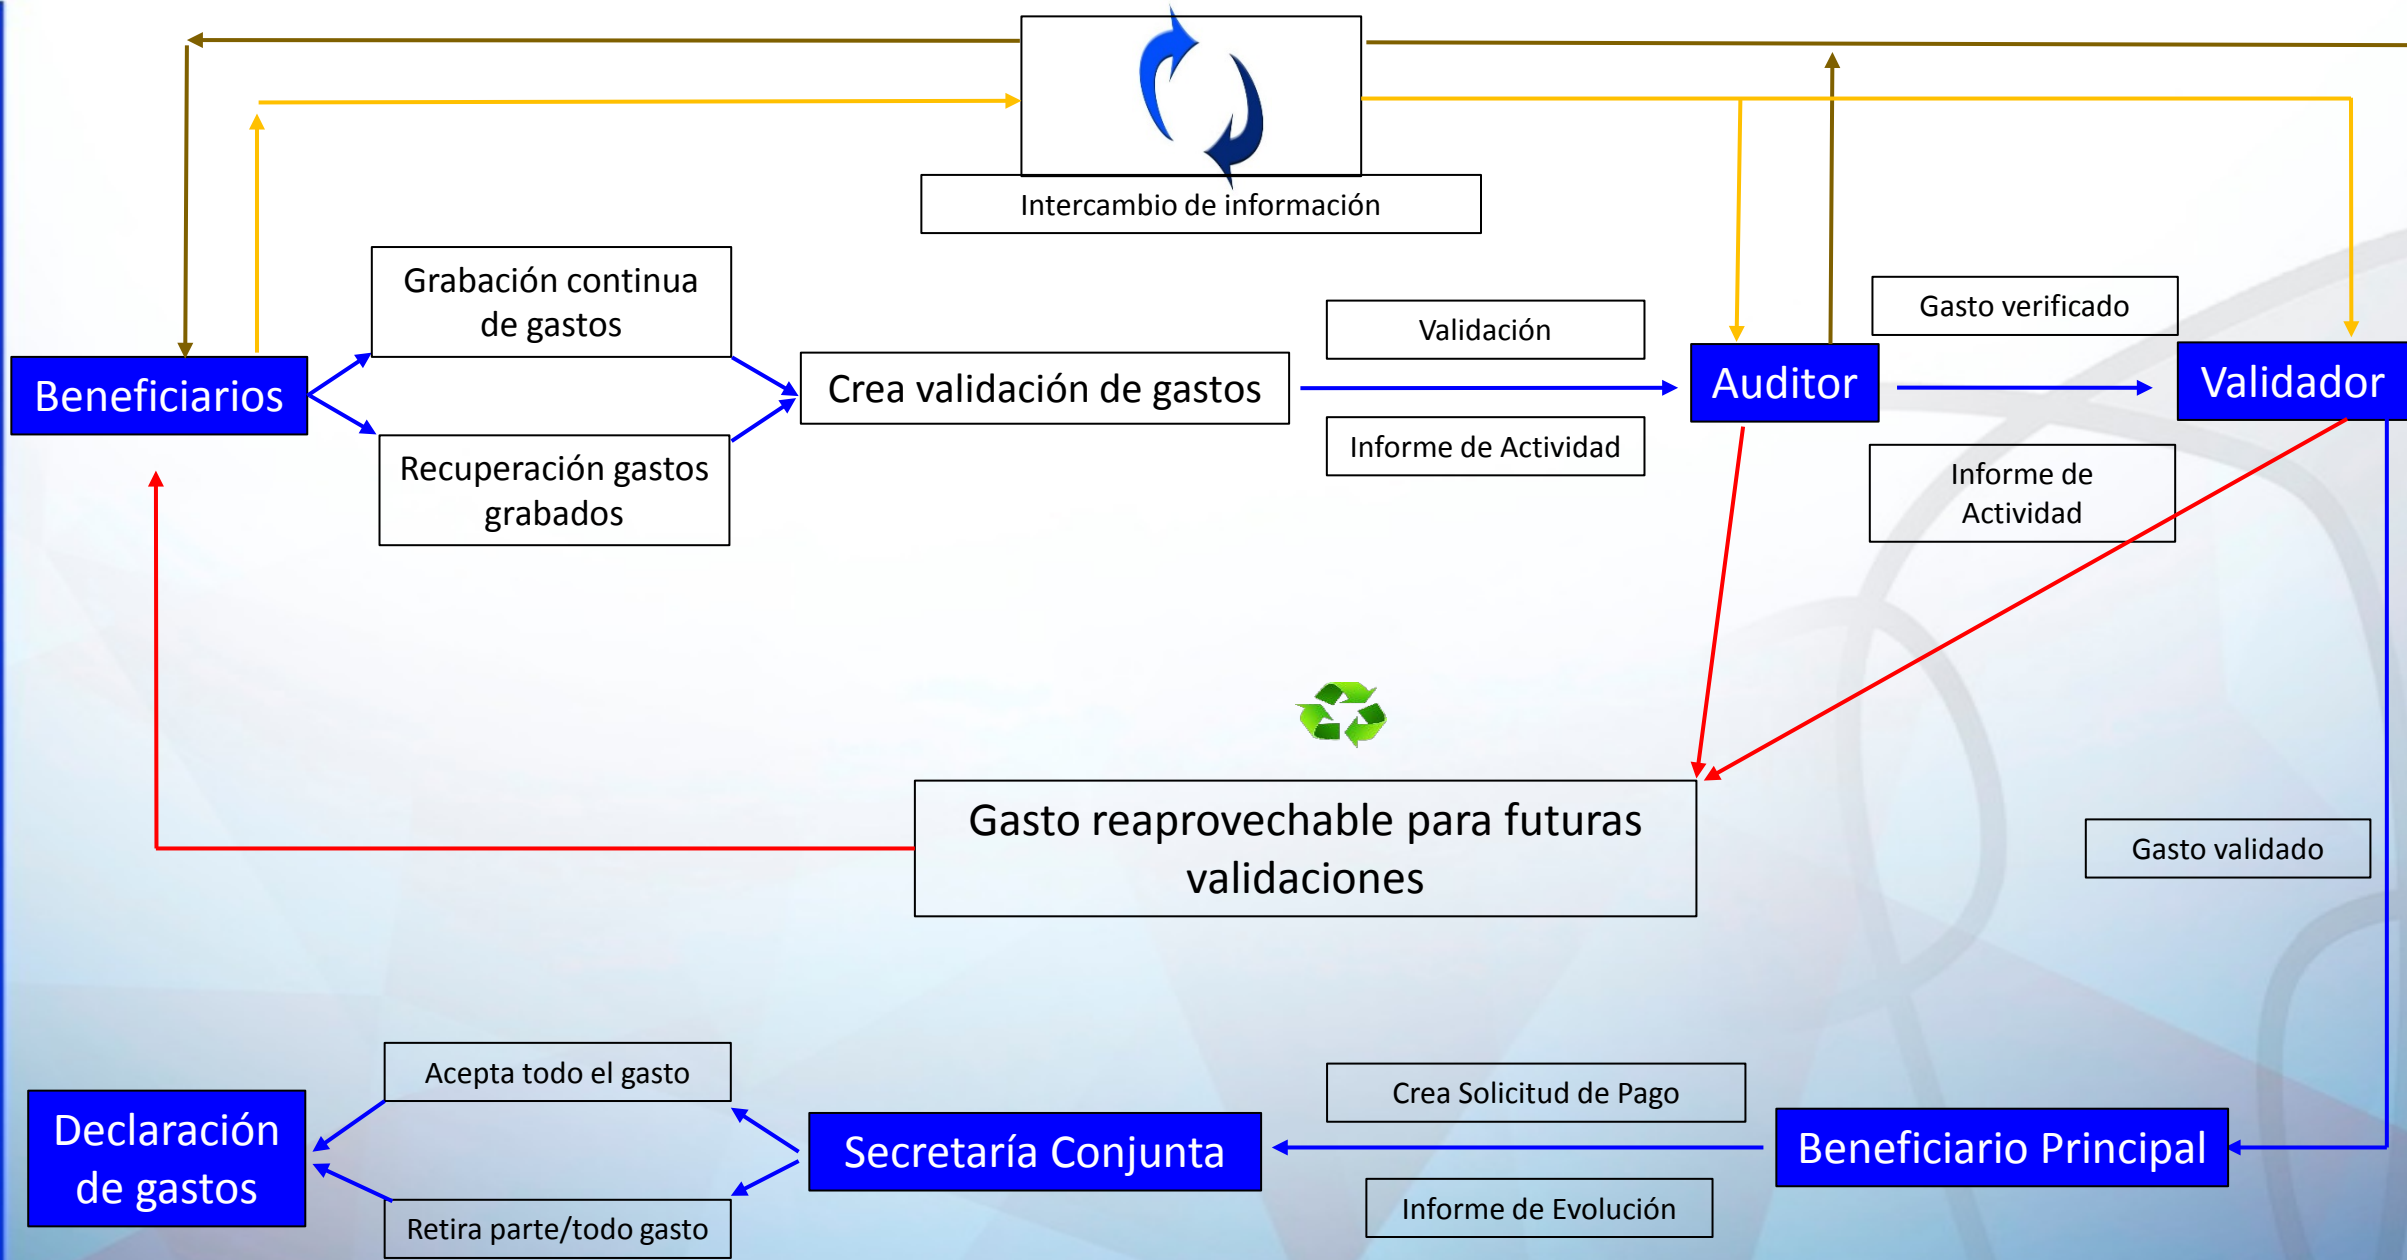 Intercambio de información
Grabación continua
de gastos
Gasto verificado
Validación
Beneficiarios
Crea validación de gastos
Auditor
Validador
Informe de Actividad
Recuperación gastos
grabados
Informe de
Actividad
Gasto reaprovechable para futuras
validaciones
Gasto validado
Acepta todo el gasto
Crea Solicitud de Pago
Declaración
de gastos
Secretaría Conjunta
Beneficiario Principal
Retira parte/todo gasto
Informe de Evolución